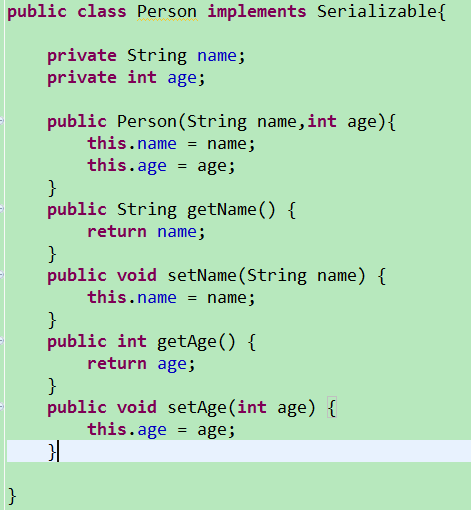 public class Person implements Serializable{
private String name;
private int age;
public Person(String name,int age){
this.name = name;
this.age = age;
}
public String getName() {
return name;
}
public void setName(String name) {
this.name = name;
}
public int getAge() {
return age;
}
public void setAge(int age) {
this.age = age;
}
}